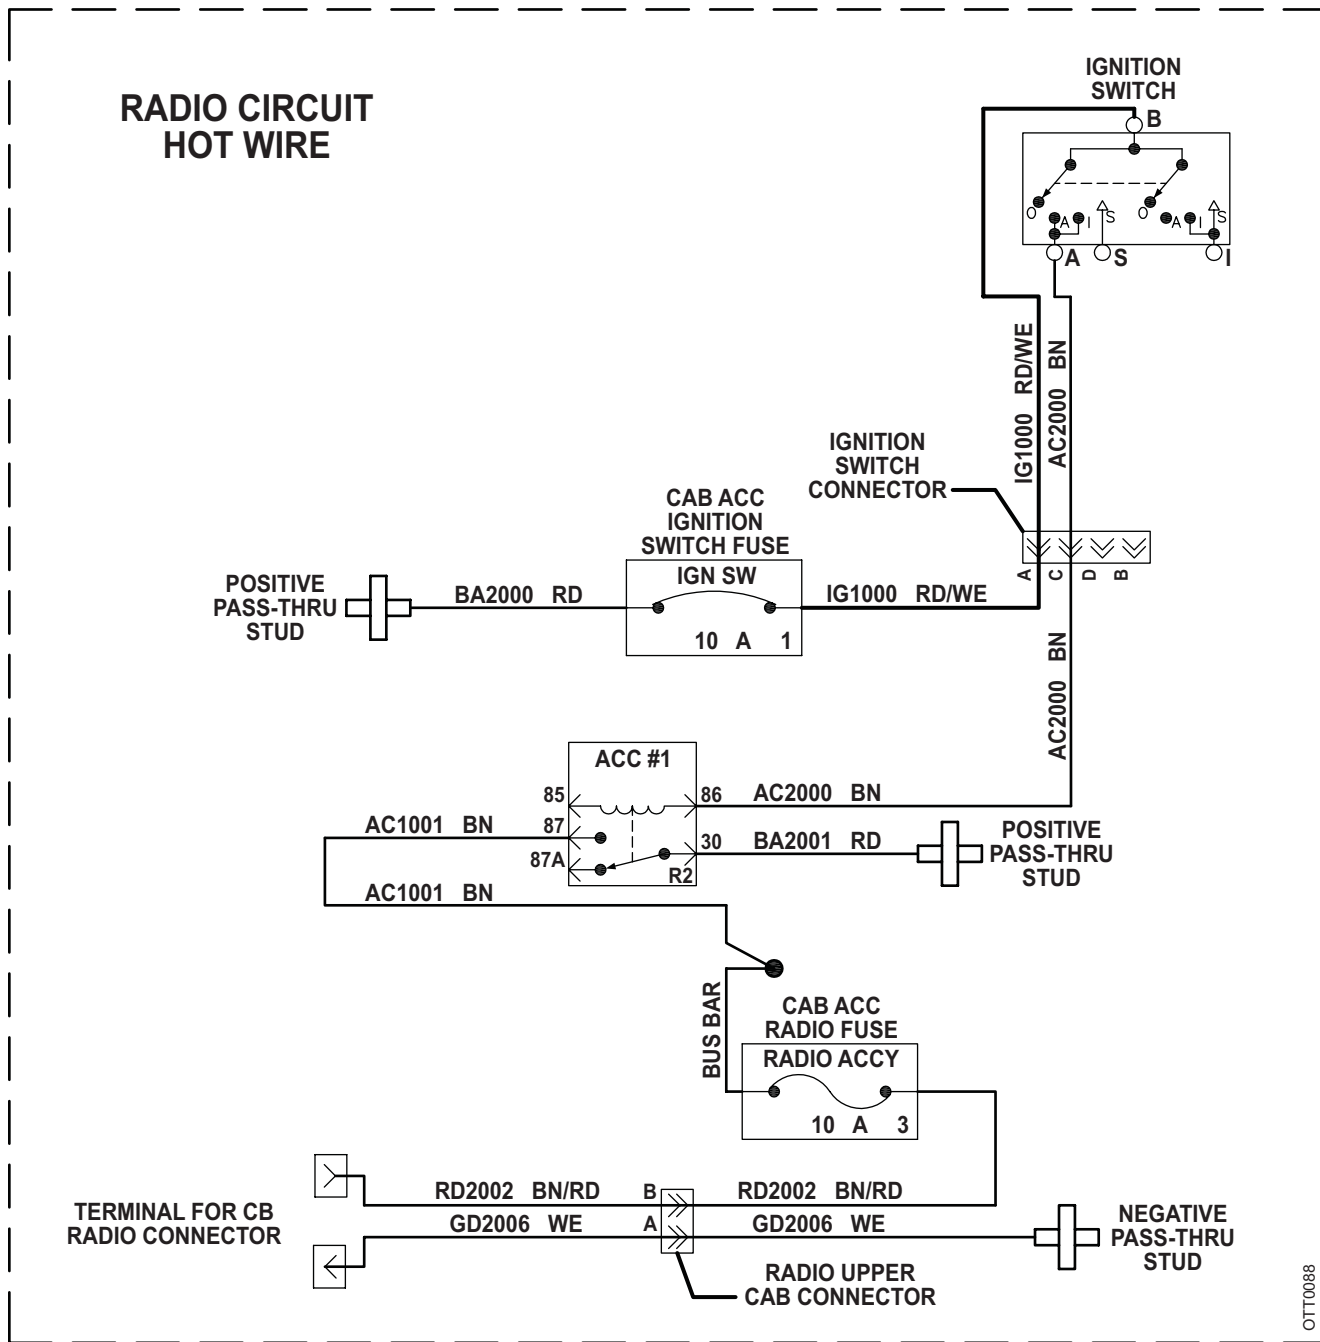 RADIO CIRCUIT
HOT WIRE
IGNITION
SWITCH
B
O
A
I
S
O
A
I
S
A
S
I
IG1000 RD/WE
AC2000 BN
IGNITION
SWITCH
CONNECTOR
A
C
D
B
CAB ACC
IGNITION
SWITCH FUSE
IGN SW
10 A 1
POSITIVE
PASS-THRU
STUD
BA2000 RD
IG1000 RD/WE
AC2000 BN
ACC #1
85
86
AC2000 BN
AC1001 BN
87
30
BA2001 RD
87A
R2
POSITIVE
PASS-THRU
STUD
AC1001 BN
BUS BAR
CAB ACC
RADIO FUSE
RADIO ACCY
10 A 3
TERMINAL FOR CB
RADIO CONNECTOR
RD2002 BN/RD
B
RD2002 BN/RD
GD2006 WE
A
GD2006 WE
NEGATIVE
PASS-THRU
STUD
RADIO UPPER
CAB CONNECTOR
OTT0088